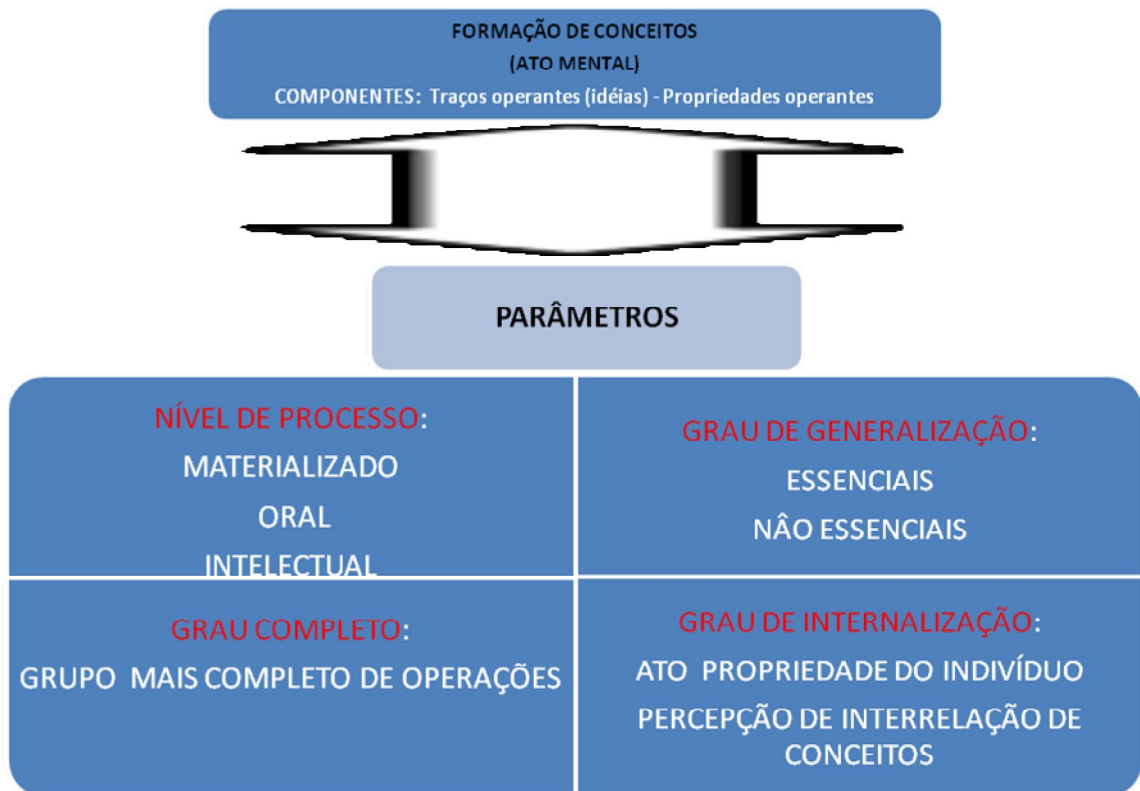 FORMAÇÃO DE CONCEITOS
(ATO MENTAL)
COMPONENTES: Traços operantes (idéias) - Propriedades operantes
PARÂMETROS
NÍVEL DE PROCESSO:
MATERIALIZADO
ORAL
INTELECTUAL
GRAU DE GENERALIZAÇÃO:
ESSENCIAIS
NÂO ESSENCIAIS
GRAU COMPLETO:
GRUPO MAIS COMPLETO DE OPERAÇÕES
GRAU DE INTERNALIZAÇÃO:
ATO PROPRIEDADE DO INDIVÍDUO
PERCEPÇÃO DE INTERRELAÇÃO DE
CONCEITOS